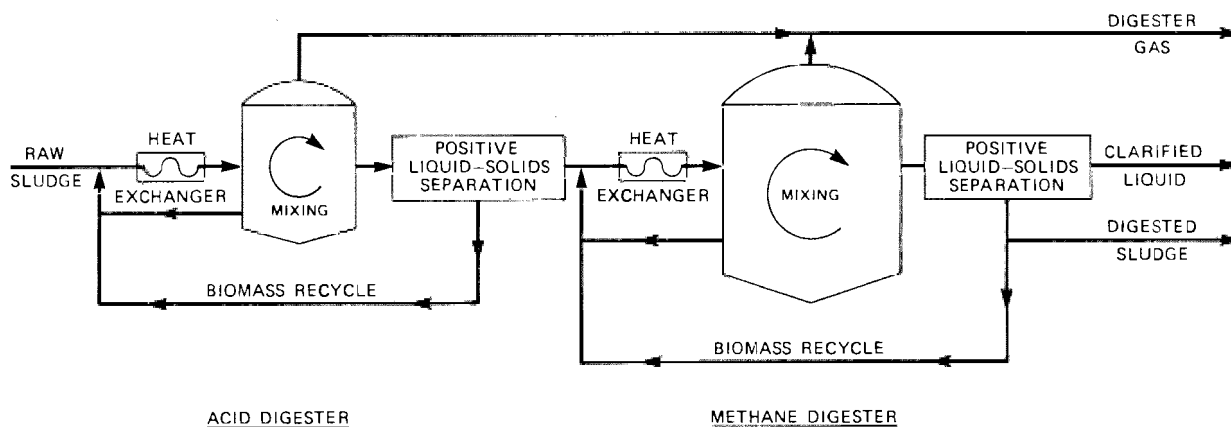 DIGESTER
GAS
HEAT
EXCHANGER
RAW
SLUDGE
MIXING
POSITIVE
LIQUID–SOLIDS
SEPARATION
BIOMASS RECYCLE
HEAT
EXCHANGER
MIXING
POSITIVE
LIQUID–SOLIDS
SEPARATION
CLARIFIED
LIQUID
DIGESTED
SLUDGE
BIOMASS RECYCLE
ACID DIGESTER
METHANE DIGESTER